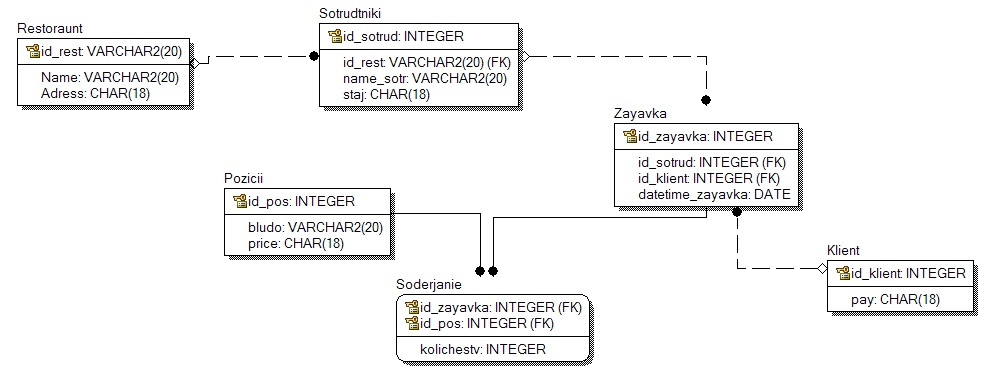 Restoraunt
id_rest: VARCHAR2(20)
Name: VARCHAR2(20)
Adress: CHAR(18)
Sotrudtniki
id_sotrud: INTEGER
id_rest: VARCHAR2(20) (FK)
name_sotr: VARCHAR2(20)
staj: CHAR(18)
Zayavka
id_zayavka: INTEGER
id_sotrud: INTEGER (FK)
id_klient: INTEGER (FK)
datetime_zayavka: DATE
Pozicii
id_pos: INTEGER
bludo: VARCHAR2(20)
price: CHAR(18)
Klient
id_klient: INTEGER
pay: CHAR(18)
Soderjanie
id_zayavka: INTEGER (FK)
id_pos: INTEGER (FK)
kolichestv: INTEGER